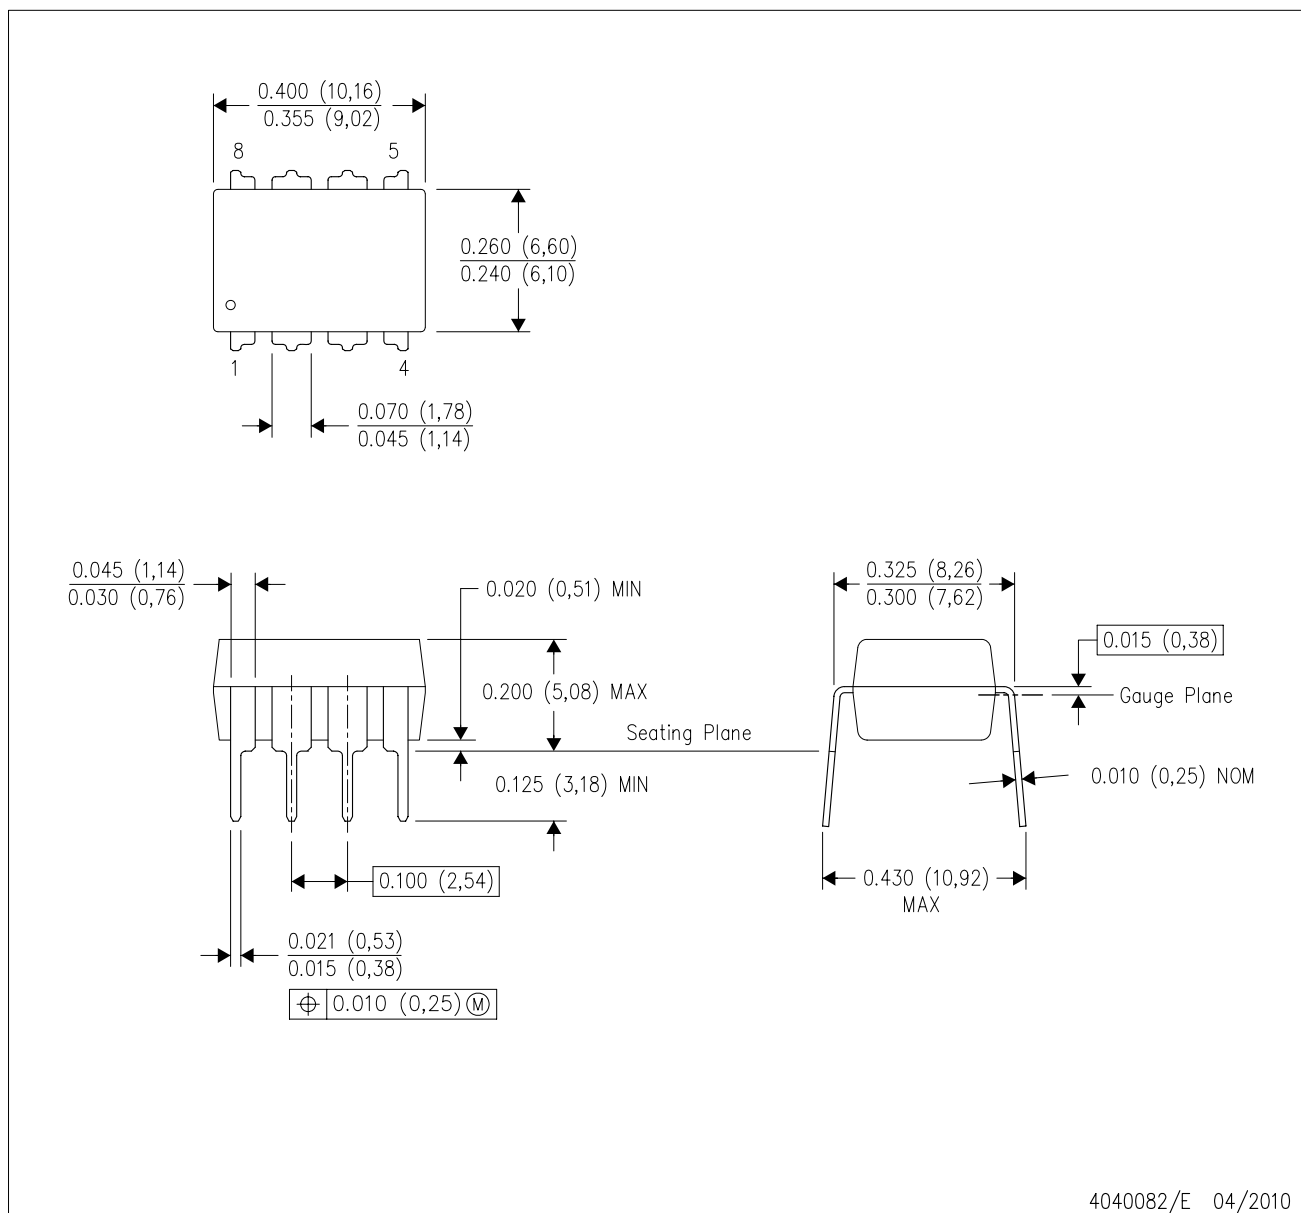 0.400 (10,16)
0.355 (9,02)
8
5
0.260 (6,60)
0.240 (6,10)
1
4
0.070 (1,78)
0.045 (1,14)
0.045 (1,14)
0.030 (0,76)
0.020 (0,51) MIN
0.325 (8,26)
0.300 (7,62)
0.015 (0,38)
0.200 (5,08) MAX
Gauge Plane
Seating Plane
0.125 (3,18) MIN
0.010 (0,25) NOM
0.100 (2,54)
0.430 (10,92)
MAX
0.021 (0,53)
0.015 (0,38)
⌖ 0.010 (0,25) Ⓜ
4040082/E 04/2010